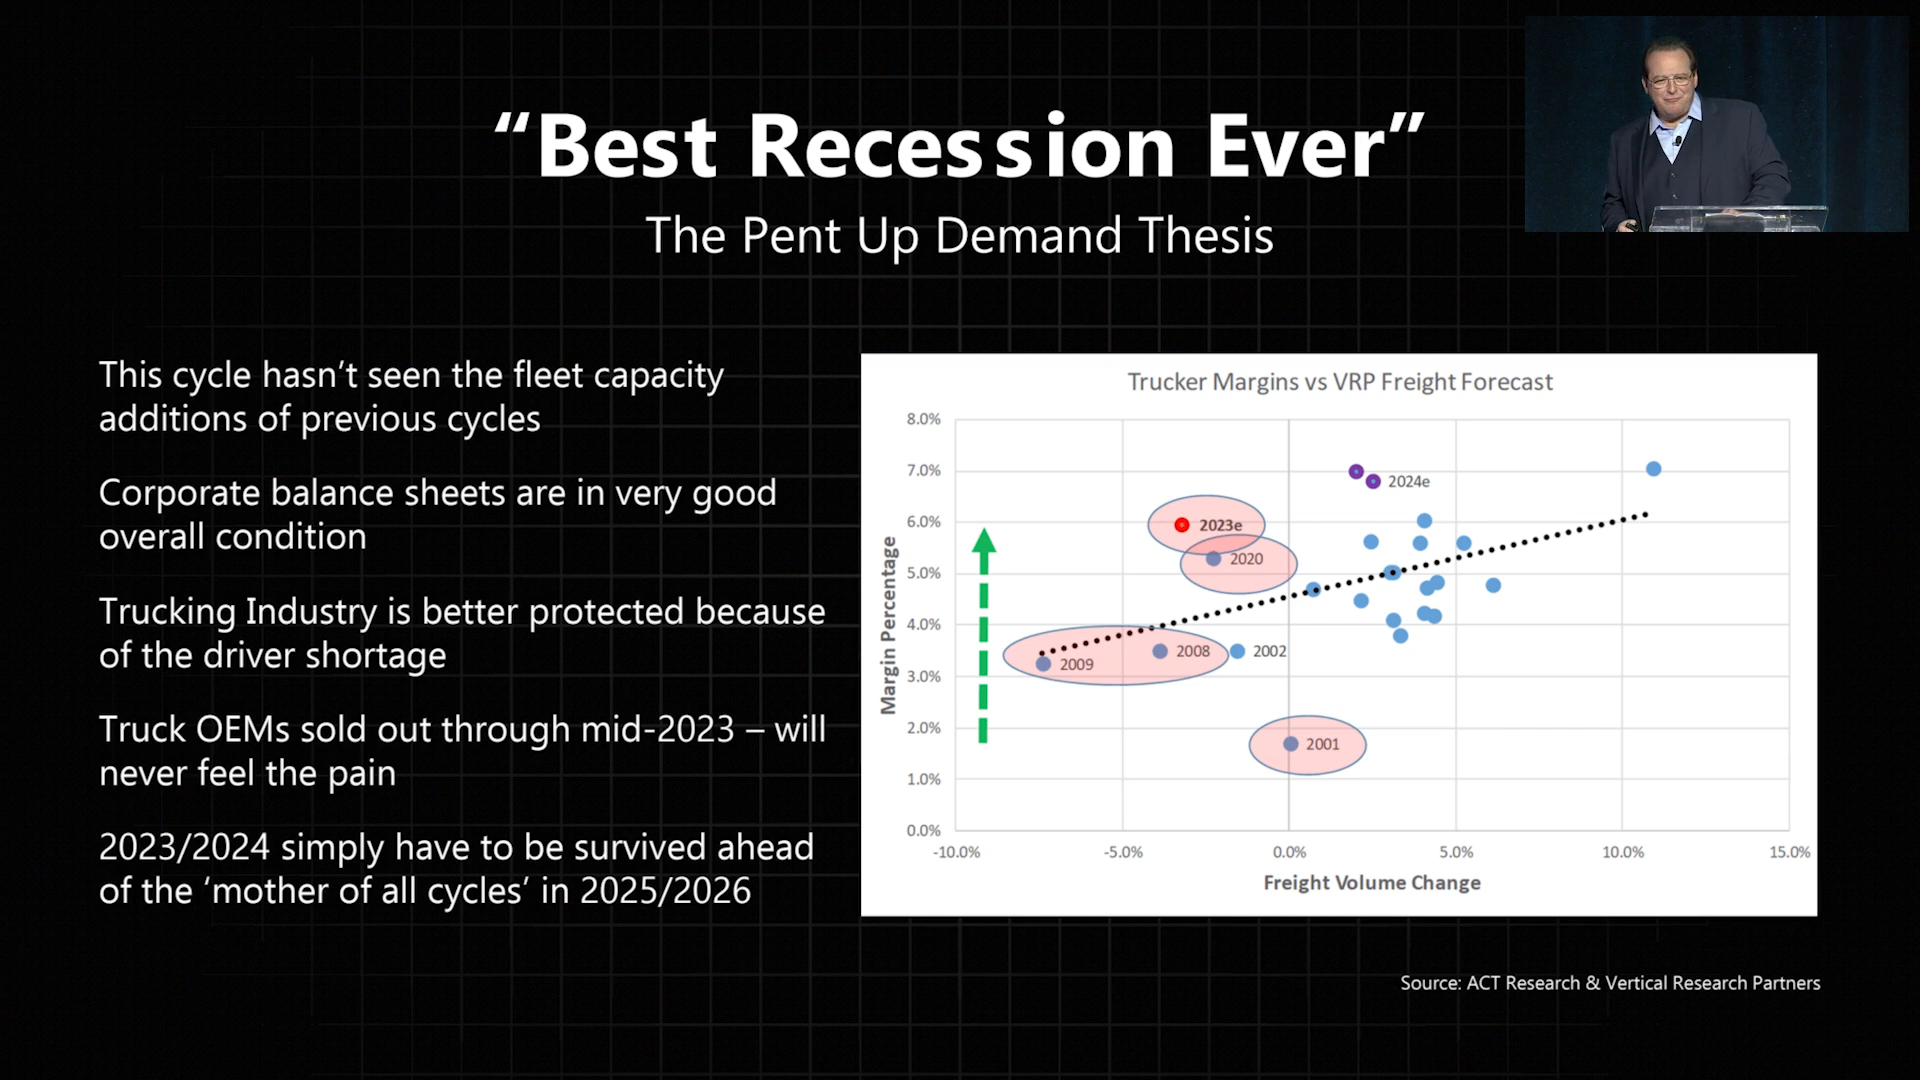 “Best Recession Ever”
The Pent Up Demand Thesis
This cycle hasn’t seen the fleet capacity
additions of previous cycles
Corporate balance sheets are in very good
overall condition
Trucking Industry is better protected because
of the driver shortage
Truck OEMs sold out through mid-2023 – will
never feel the pain
2023/2024 simply have to be survived ahead
of the ‘mother of all cycles’ in 2025/2026
Trucker Margins vs VRP Freight Forecast
Margin Percentage
8.0%
7.0%
6.0%
5.0%
4.0%
3.0%
2.0%
1.0%
0.0%
2024e
2023e
2020
2009
2008
2002
2001
-10.0%
-5.0%
0.0%
5.0%
10.0%
15.0%
Freight Volume Change
Source: ACT Research & Vertical Research Partners